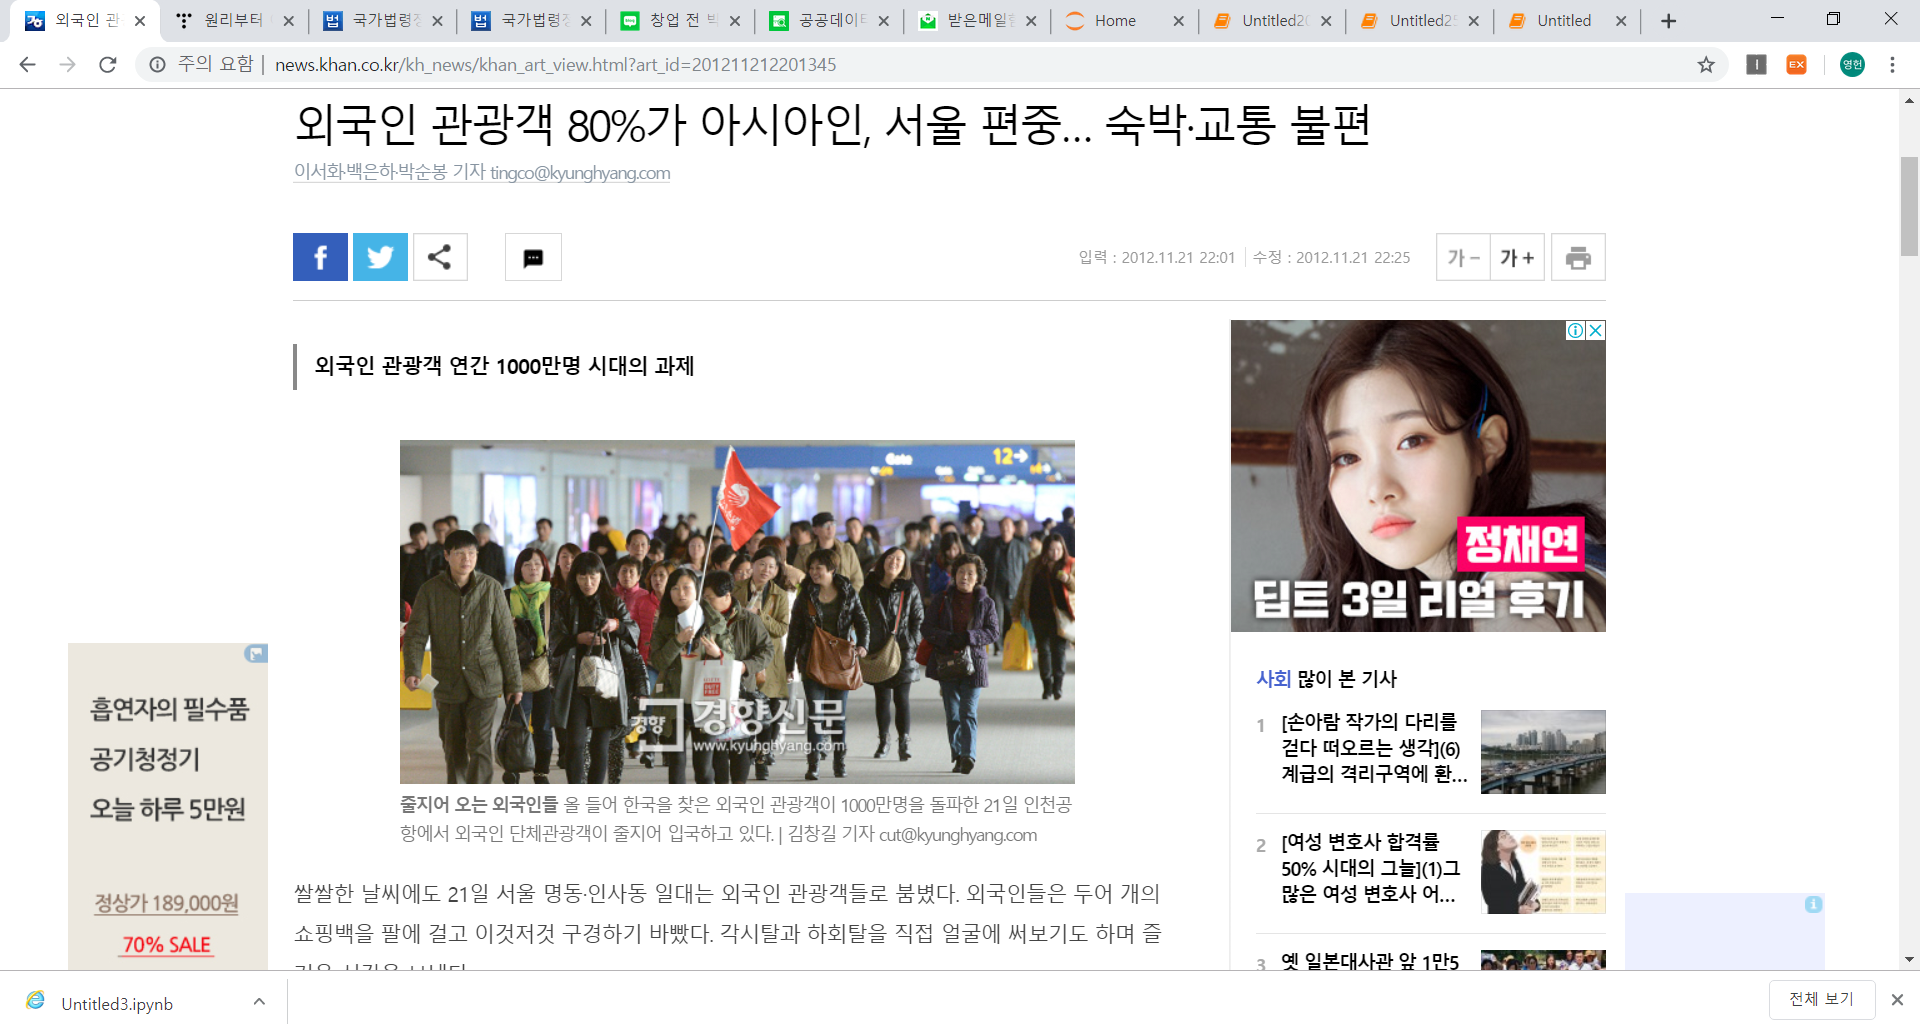 외국인 관
원리부터
국가법령정
국가법령정
창업 전 빅
공공데이터
받은메일함
Home
Untitled20
Untitled25
Untitled
주의 요함 | news.khan.co.kr/kh_news/khan_art_view.html?art_id=201211212201345
EX
영헌
외국인 관광객 80%가 아시아인, 서울 편중… 숙박·교통 불편
이서화·백은하·박순봉 기자 tingco@kyunghyang.com
입력 : 2012.11.21 22:01 수정 : 2012.11.21 22:25
가 − 가 +
외국인 관광객 연간 1000만명 시대의 과제
Gate 12→
경향 경향신문
www.kyunghyang.com
줄지어 오는 외국인들 올 들어 한국을 찾은 외국인 관광객이 1000만명을 돌파한 21일 인천공
항에서 외국인 단체관광객이 줄지어 입국하고 있다. | 김창길 기자 cut@kyunghyang.com
쌀쌀한 날씨에도 21일 서울 명동·인사동 일대는 외국인 관광객들로 붐볐다. 외국인들은 두어 개의
쇼핑백을 팔에 걸고 이것저것 구경하기 바빴다. 각시탈과 하회탈을 직접 얼굴에 써보기도 하며 즐
정채연
딥트 3일 리얼 후기
사회 많이 본 기사
1 [손아람 작가의 다리를
걷다 떠오르는 생각](6)
계급의 격리구역에 환…
2 [여성 변호사 합격률
50% 시대의 그늘](1)그
많은 여성 변호사 어…
3 옛 일본대사관 앞 1만5
흡연자의 필수품
공기청정기
오늘 하루 5만원
정상가 189,000원
70% SALE
Untitled3.ipynb
전체 보기